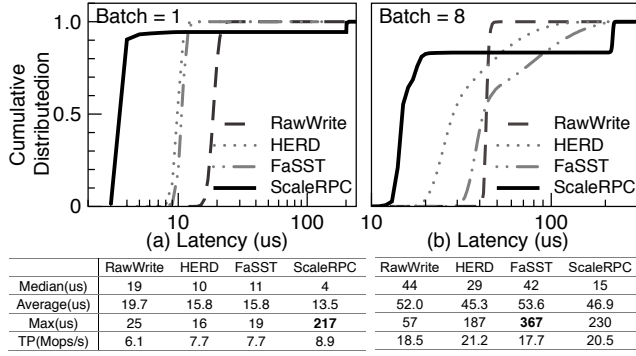 Batch = 1
Batch = 8
1.0
0.5
0
Cumulative
Distributedion
RawWrite
HERD
FaSST
ScaleRPC
RawWrite
HERD
FaSST
ScaleRPC
10 100
10 100
(a) Latency (us)
(b) Latency (us)
RawWrite HERD FaSST ScaleRPC
Median(us) 19 10 11 4
Average(us) 19.7 15.8 15.8 13.5
Max(us) 25 16 19 217
TP(Mops/s) 6.1 7.7 7.7 8.9
RawWrite HERD FaSST ScaleRPC
44 29 42 15
52.0 45.3 53.6 46.9
57 187 367 230
18.5 21.2 17.7 20.5